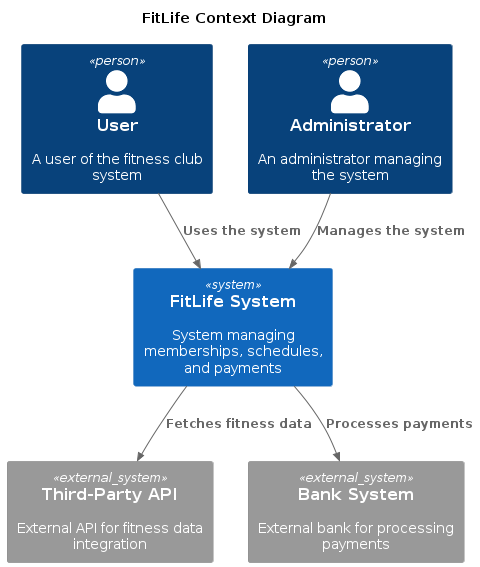 FitLife Context Diagram
«person»
User
A user of the fitness club
system
«person»
Administrator
An administrator managing
the system
Uses the system
Manages the system
«system»
FitLife System
System managing
memberships, schedules,
and payments
Fetches fitness data
Processes payments
«external_system»
Third-Party API
External API for fitness data
integration
«external_system»
Bank System
External bank for processing
payments